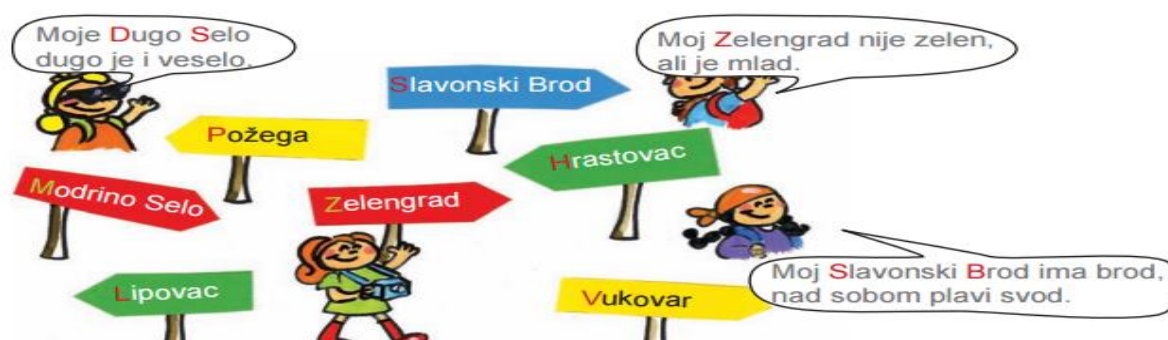 Moje Dugo Selo
dugo je i veselo.
Moj Zelengrad nije zelen,
ali je mlad.
Slavonski Brod
Požega
Hrastovac
Modrino Selo
Zelengrad
Lipovac
Vukovar
Moj Slavonski Brod ima brod,
nad sobom plavi svod.